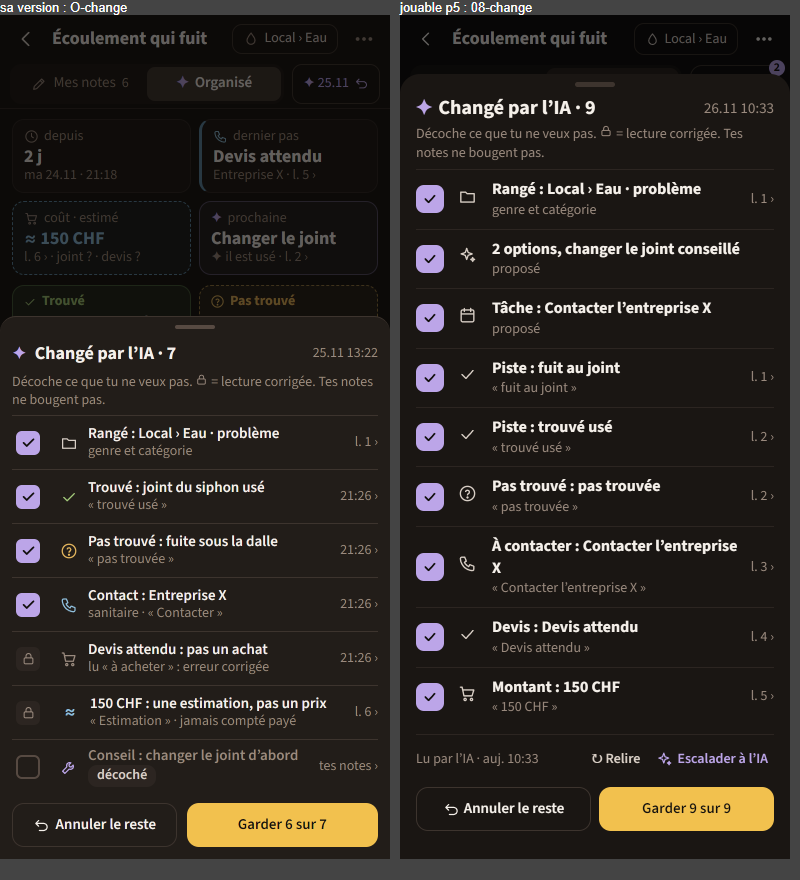 sa version : O-change
Écoulement qui fuit
Local › Eau
Mes notes 6
Organisé
25.11
depuis
2 j
ma 24.11 · 21:18
dernier pas
Devis attendu
Entreprise X · l. 5 ›
coût · estimé
≈ 150 CHF
l. 6 › · joint ? · devis ?
prochaine
Changer le joint
il est usé · l. 2 ›
Trouvé
Pas trouvé
Changé par l’IA · 7
25.11 13:22
Décoche ce que tu ne veux pas. = lecture corrigée. Tes notes
ne bougent pas.
Rangé : Local › Eau · problème
genre et catégorie
l. 1 ›
Trouvé : joint du siphon usé
« trouvé usé »
21:26 ›
Pas trouvé : fuite sous la dalle
« pas trouvée »
21:26 ›
Contact : Entreprise X
sanitaire · « Contacter »
21:26 ›
Devis attendu : pas un achat
lu « à acheter » : erreur corrigée
21:26 ›
≈ 150 CHF : une estimation, pas un prix
« Estimation » · jamais compté payé
l. 6 ›
Conseil : changer le joint d’abord
décoché
tes notes ›
Annuler le reste
Garder 6 sur 7
jouable p5 : 08-change
Écoulement qui fuit
Local › Eau
2
Changé par l’IA · 9
26.11 10:33
Décoche ce que tu ne veux pas. = lecture corrigée. Tes
notes ne bougent pas.
Rangé : Local › Eau · problème
genre et catégorie
l. 1 ›
2 options, changer le joint conseillé
proposé
Tâche : Contacter l’entreprise X
proposé
Piste : fuit au joint
« fuit au joint »
l. 1 ›
Piste : trouvé usé
« trouvé usé »
l. 2 ›
Pas trouvé : pas trouvée
« pas trouvée »
l. 2 ›
À contacter : Contacter l’entreprise
X
« Contacter l’entreprise X »
l. 3 ›
Devis : Devis attendu
« Devis attendu »
l. 4 ›
Montant : 150 CHF
« 150 CHF »
l. 5 ›
Lu par l’IA · auj. 10:33
↻ Relire
Escalader à l’IA
Annuler le reste
Garder 9 sur 9